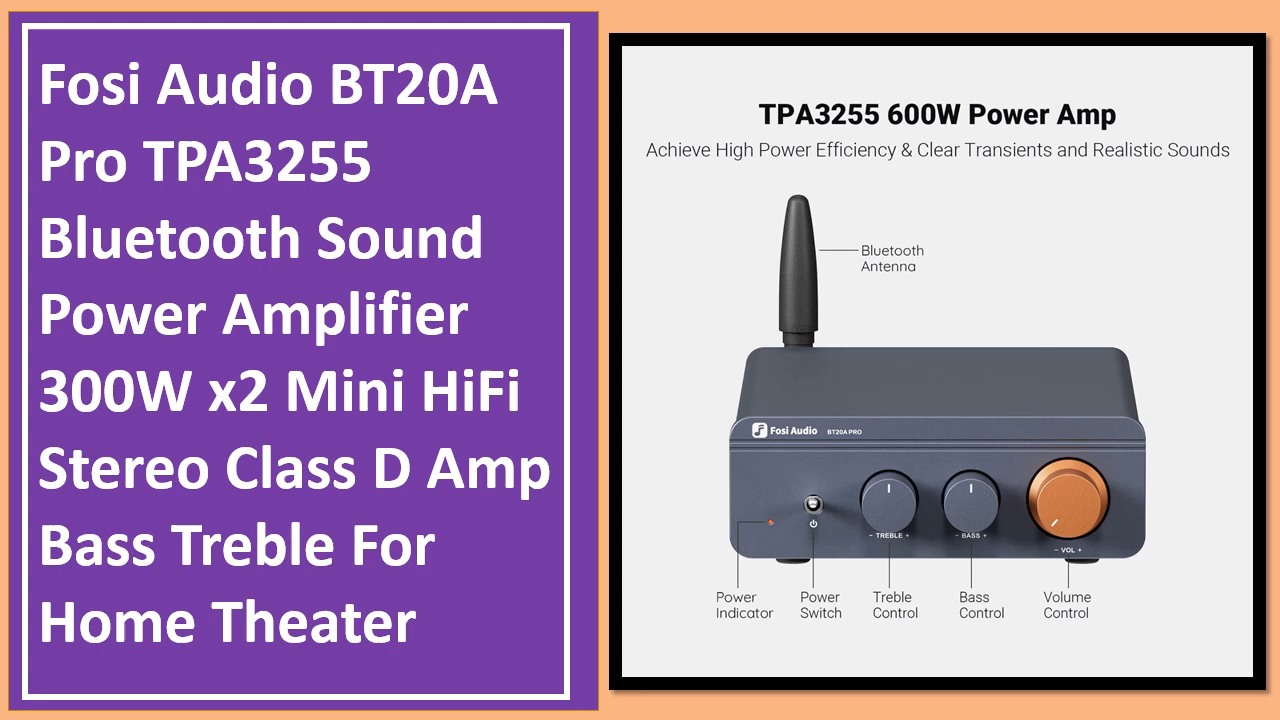 Fosi Audio BT20A
Pro TPA3255
Bluetooth Sound
Power Amplifier
300W x2 Mini HiFi
Stereo Class D Amp
Bass Treble For
Home Theater
TPA3255 600W Power Amp
Achieve High Power Efficiency & Clear Transients and Realistic Sounds
Bluetooth
Antenna
Fosi Audio BT20A PRO
− TREBLE +
− BASS +
− VOL +
Power
Indicator
Power
Switch
Treble
Control
Bass
Control
Volume
Control